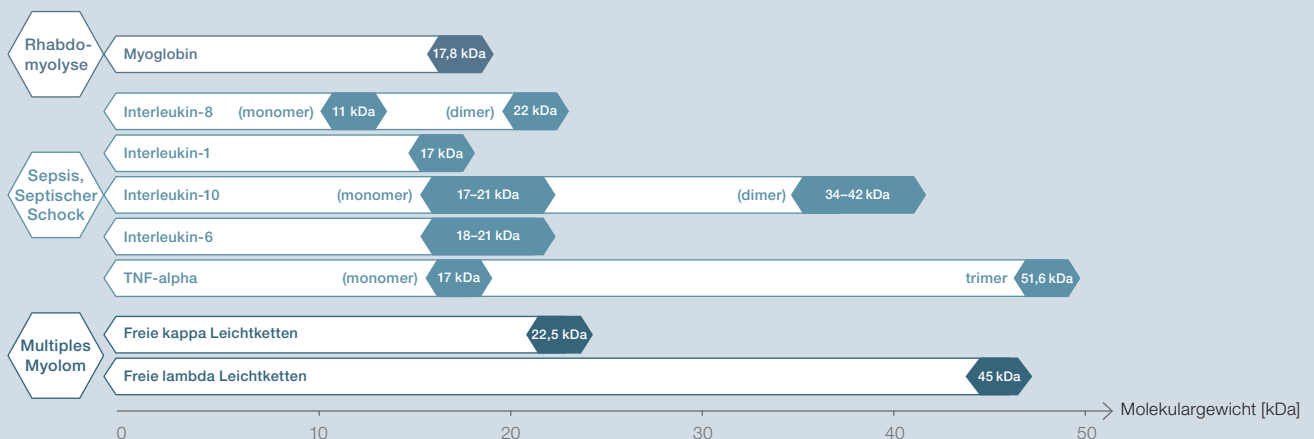 Rhabdo-
myolyse
Myoglobin 17,8 kDa
Interleukin-8 (monomer) 11 kDa (dimer) 22 kDa
Interleukin-1 17 kDa
Sepsis,
Septischer
Schock
Interleukin-10 (monomer) 17–21 kDa (dimer) 34–42 kDa
Interleukin-6 18–21 kDa
TNF-alpha (monomer) 17 kDa trimer 51,6 kDa
Multiples
Myolom
Freie kappa Leichtketten 22,5 kDa
Freie lambda Leichtketten 45 kDa
Molekulargewicht [kDa]
0 10 20 30 40 50